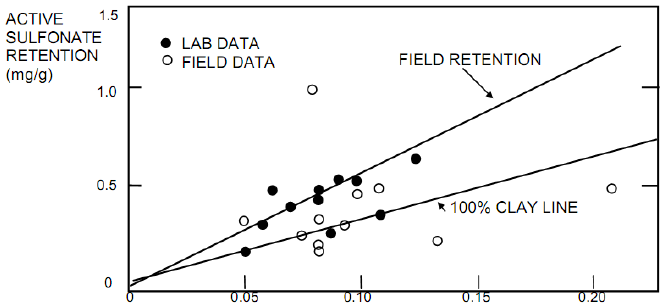 ACTIVE
SULFONATE
RETENTION
(mg/g)
1.5
1.0
0.5
0
LAB DATA
FIELD DATA
FIELD RETENTION
100% CLAY LINE
0 0.05 0.10 0.15 0.20